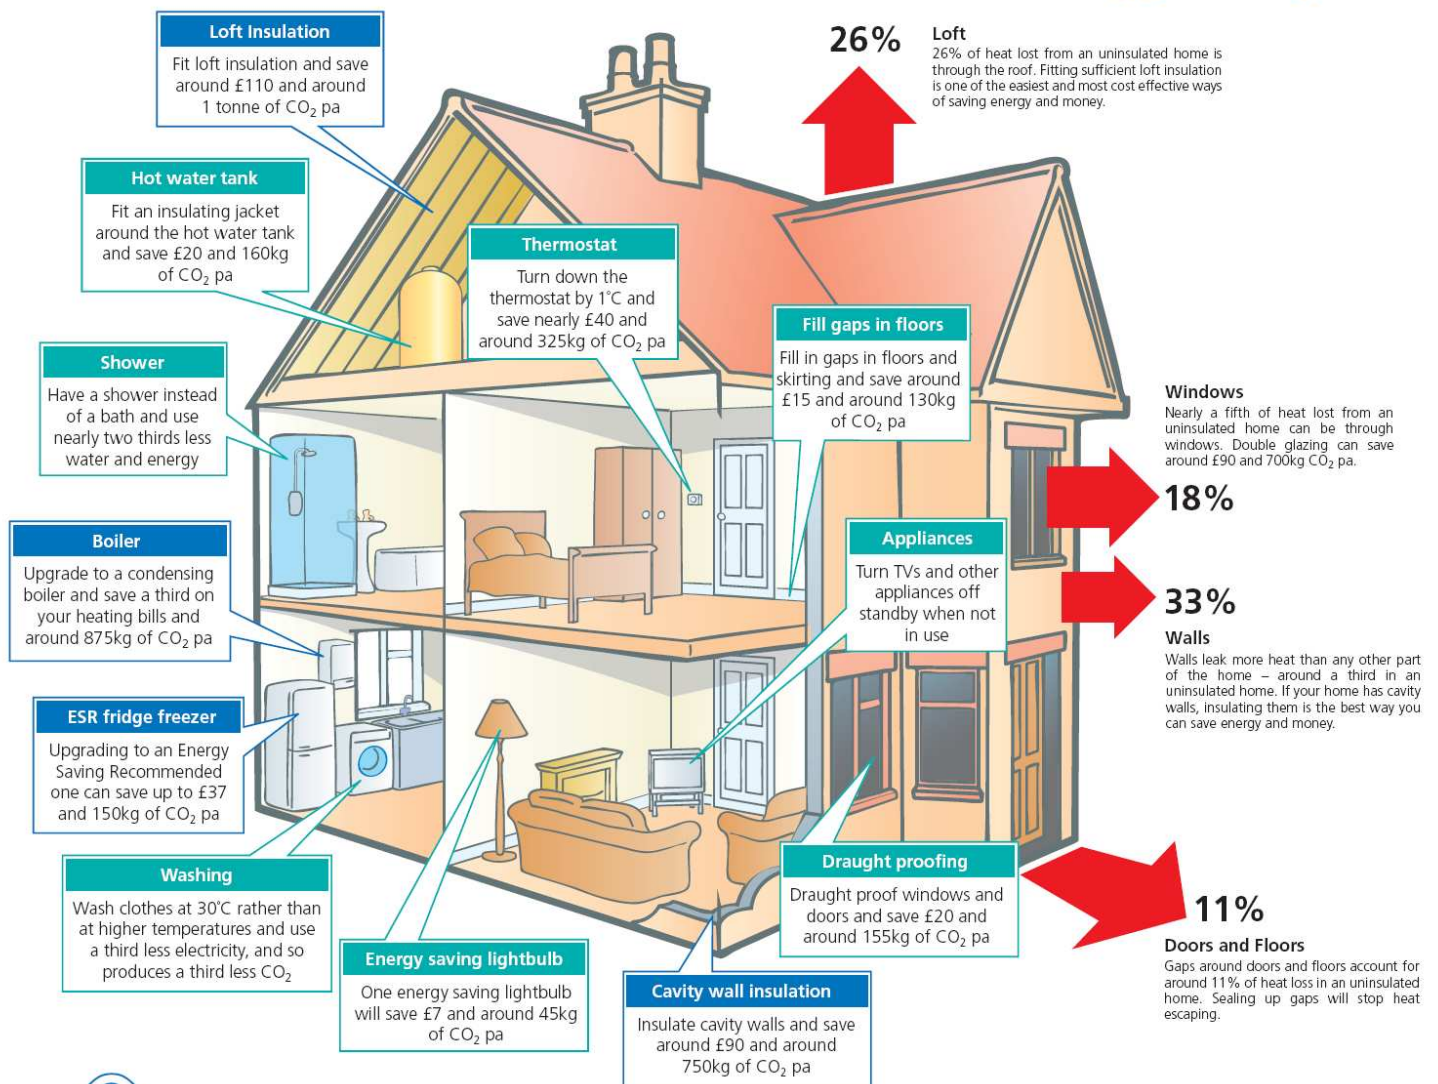 Loft Insulation
Fit loft insulation and save
around £110 and around
1 tonne of CO₂ pa
26%
Loft
26% of heat lost from an uninsulated home is
through the roof. Fitting sufficient loft insulation
is one of the easiest and most cost effective ways
of saving energy and money.
Hot water tank
Fit an insulating jacket
around the hot water tank
and save £20 and 160kg
of CO₂ pa
Thermostat
Turn down the
thermostat by 1°C and
save nearly £40 and
around 325kg of CO₂ pa
Fill gaps in floors
Fill in gaps in floors and
skirting and save around
£15 and around 130kg
of CO₂ pa
Shower
Have a shower instead
of a bath and use
nearly two thirds less
water and energy
Windows
Nearly a fifth of heat lost from an
uninsulated home can be through
windows. Double glazing can save
around £90 and 700kg CO₂ pa.
18%
Boiler
Upgrade to a condensing
boiler and save a third on
your heating bills and
around 875kg of CO₂ pa
Appliances
Turn TVs and other
appliances off
standby when not
in use
33%
Walls
Walls leak more heat than any other part
of the home – around a third in an
uninsulated home. If your home has cavity
walls, insulating them is the best way you
can save energy and money.
ESR fridge freezer
Upgrading to an Energy
Saving Recommended
one can save up to £37
and 150kg of CO₂ pa
Washing
Wash clothes at 30°C rather than
at higher temperatures and use
a third less electricity, and so
produces a third less CO₂
Energy saving lightbulb
One energy saving lightbulb
will save £7 and around 45kg
of CO₂ pa
Draught proofing
Draught proof windows and
doors and save £20 and
around 155kg of CO₂ pa
11%
Doors and Floors
Gaps around doors and floors account for
around 11% of heat loss in an uninsulated
home. Sealing up gaps will stop heat
escaping.
Cavity wall insulation
Insulate cavity walls and save
around £90 and around
750kg of CO₂ pa